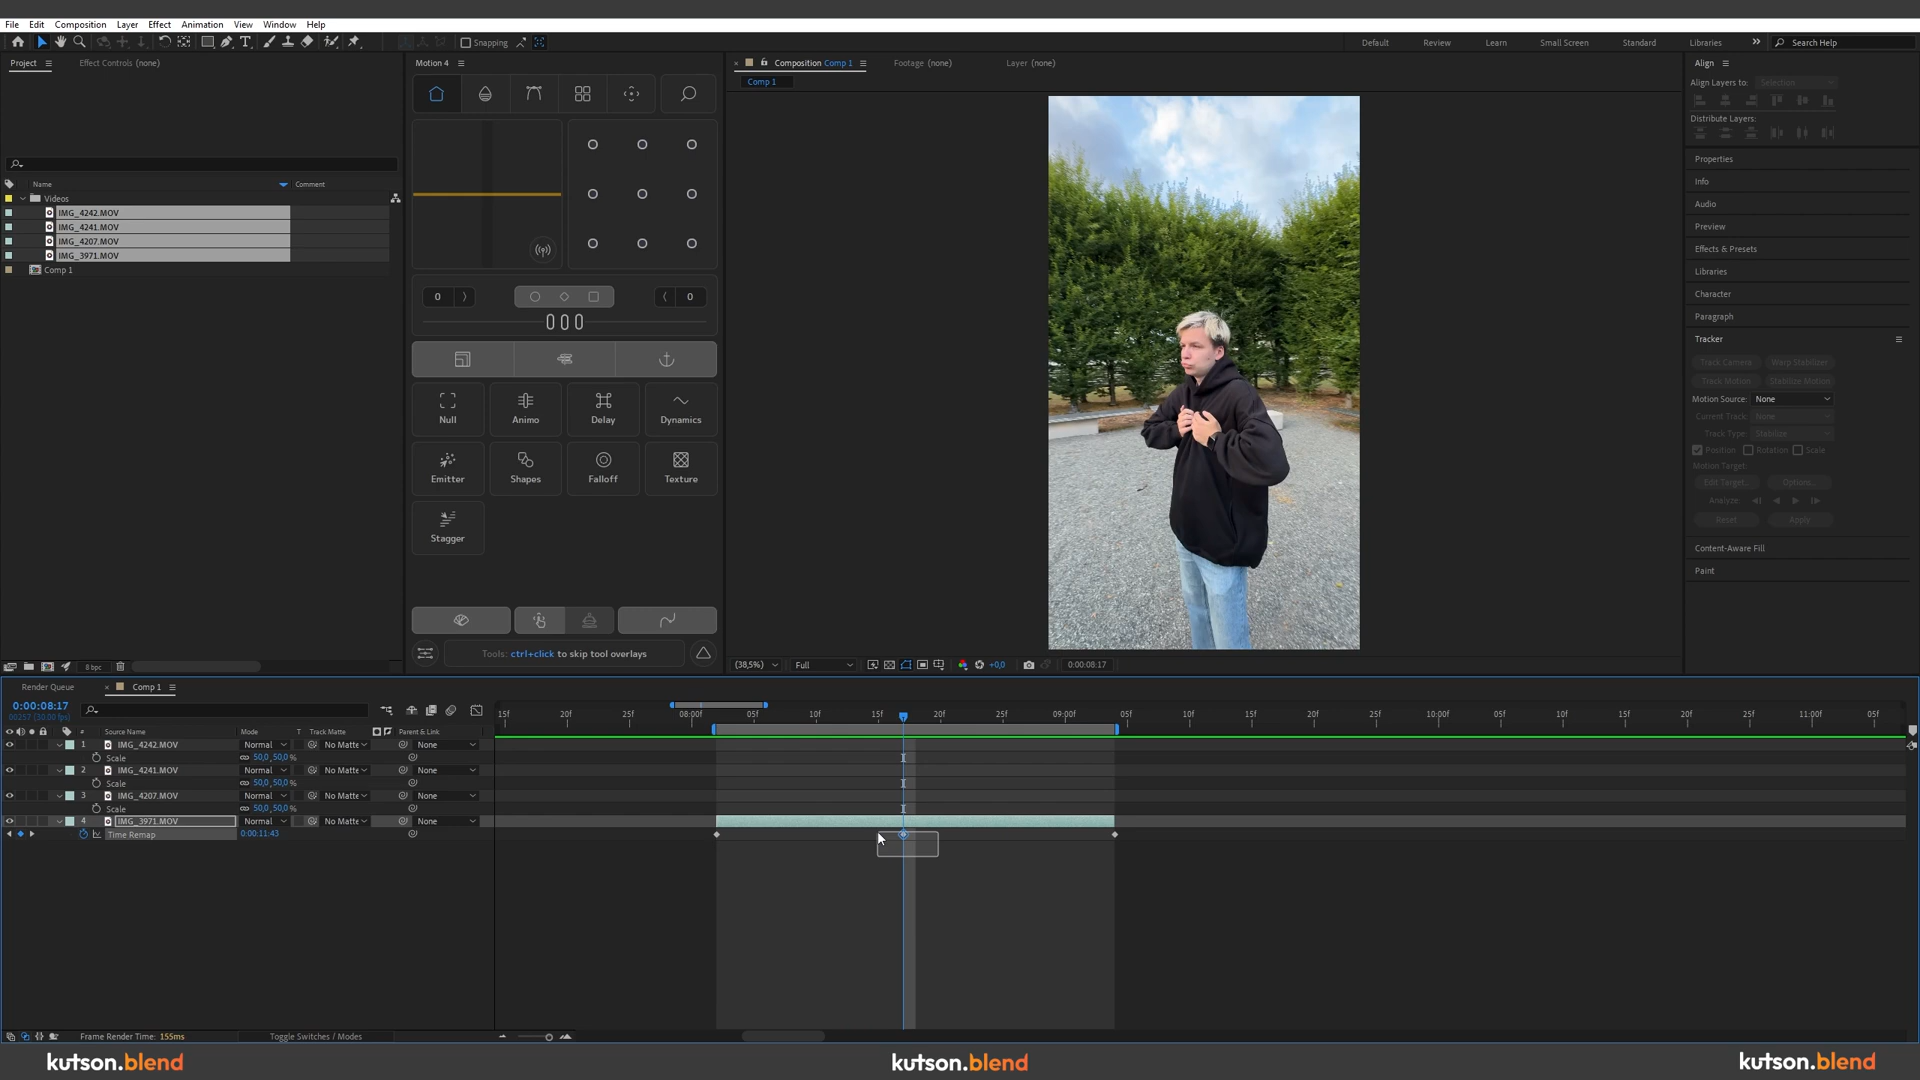 File Edit Composition Layer Effect Animation View Window Help
Snapping
Default Review Learn Small Screen Standard Libraries Search Help
Project Effect Controls (none)
Motion 4
Composition Comp 1 Footage (none) Layer (none)
Comp 1
Align
Align Layers to: Selection
Distribute Layers:
Properties
Info
Audio
Preview
Effects & Presets
Libraries
Character
Paragraph
Tracker
Track Camera Warp Stabilizer
Track Motion Stabilize Motion
Motion Source: None
Current Track: None
Track Type: Stabilize
Position Rotation Scale
Motion Target:
Edit Target... Options...
Analyze:
Reset Apply
Content-Aware Fill
Paint
Name Comment
Videos
IMG_4242.MOV
IMG_4241.MOV
IMG_4207.MOV
IMG_3971.MOV
Comp 1
8 bpc
0 0
Null Animo Delay Dynamics
Emitter Shapes Falloff Texture
Stagger
Tools: ctrl+click to skip tool overlays
(38,5%) Full +0,0 0:00:08:17
Render Queue Comp 1
0:00:08:17
00257 (30.00 fps)
15f 20f 25f 08:00f 05f 10f 15f 20f 25f 09:00f 05f 10f 15f 20f 25f 10:00f 05f 10f 15f 20f 25f 11:00f 05f
# Source Name Mode T Track Matte Parent & Link
1 IMG_4242.MOV Normal No Matte None
Scale 50,0, 50,0 %
2 IMG_4241.MOV Normal No Matte None
Scale 50,0, 50,0 %
3 IMG_4207.MOV Normal No Matte None
Scale 50,0, 50,0 %
4 IMG_3971.MOV Normal No Matte None
Time Remap 0:00:11:43
Frame Render Time: 155ms Toggle Switches / Modes
kutson.blend kutson.blend kutson.blend